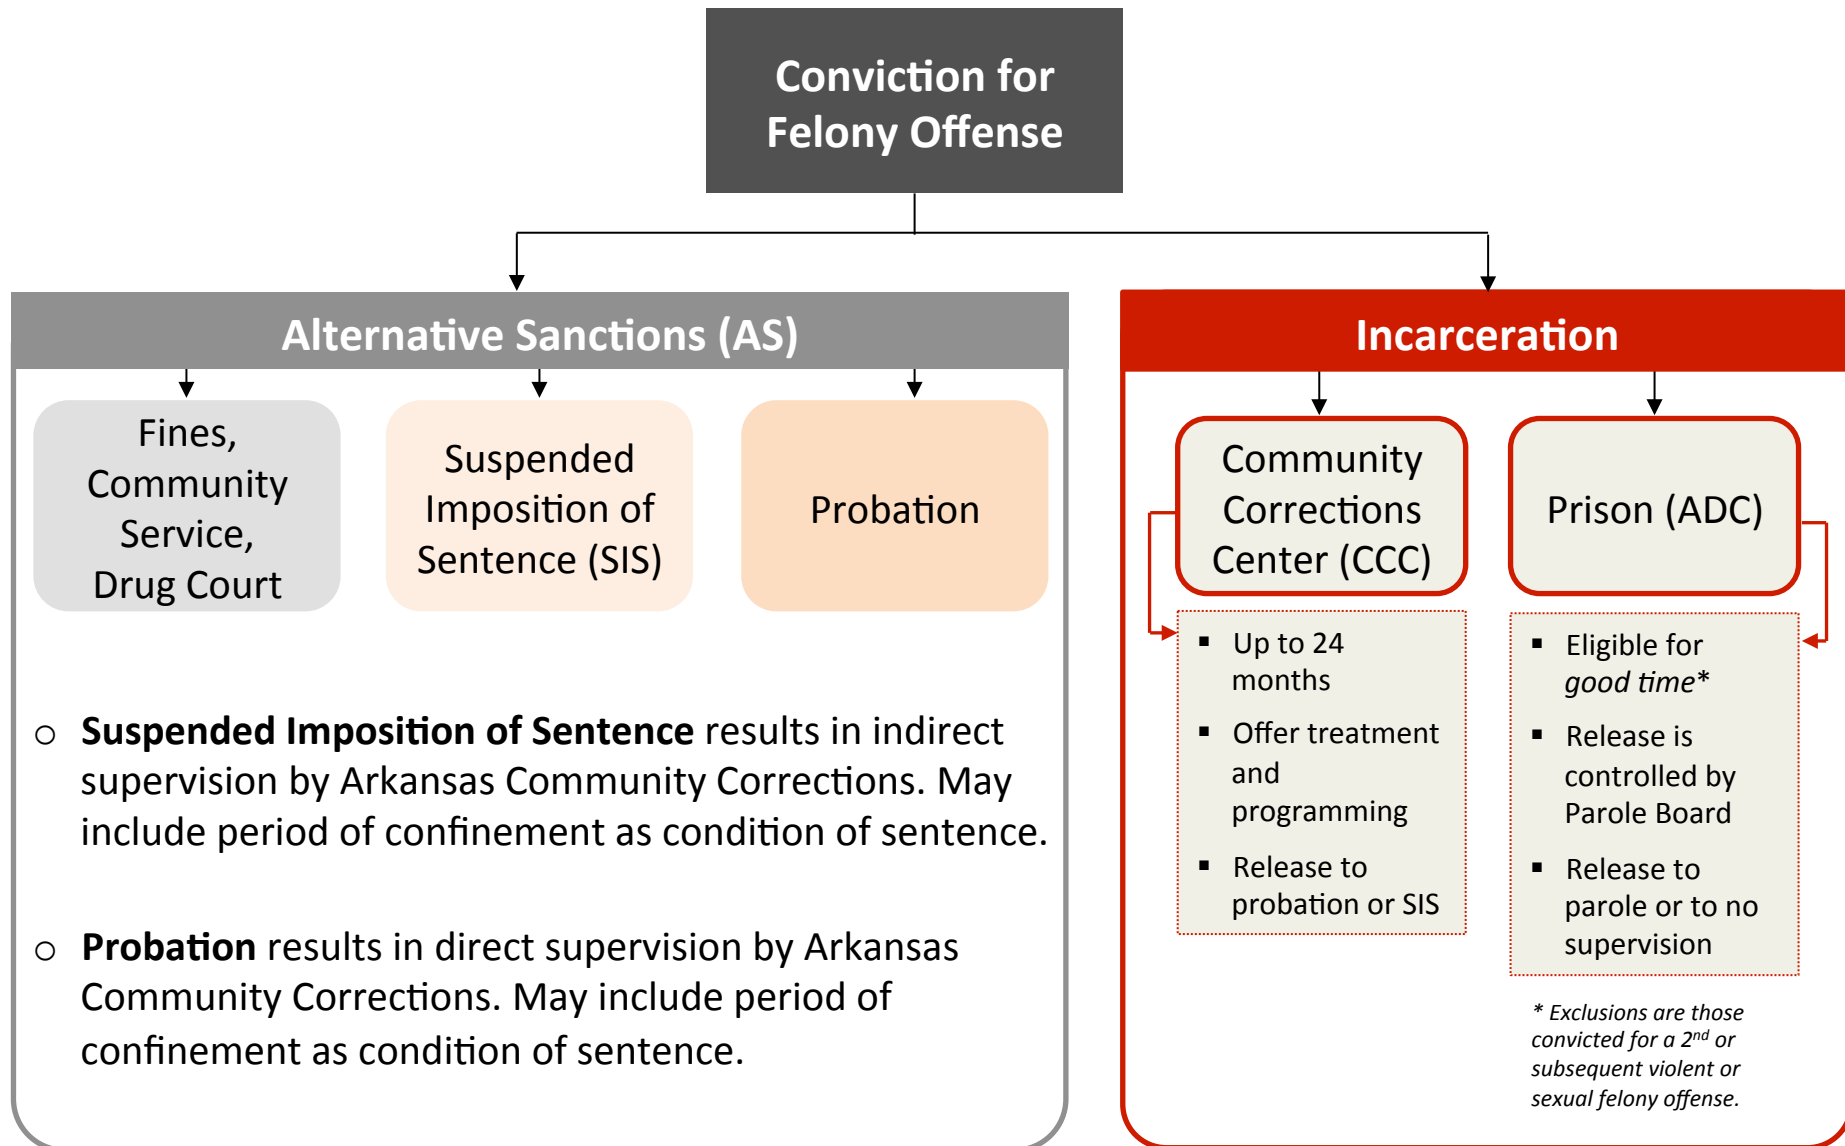 Conviction for
Felony Offense
Alternative Sanctions (AS)
Fines,
Community
Service,
Drug Court
Suspended
Imposition of
Sentence (SIS)
Probation
○ Suspended Imposition of Sentence results in indirect
supervision by Arkansas Community Corrections. May
include period of confinement as condition of sentence.
○ Probation results in direct supervision by Arkansas
Community Corrections. May include period of
confinement as condition of sentence.
Incarceration
Community
Corrections
Center (CCC)
▪ Up to 24
months
▪ Offer treatment
and
programming
▪ Release to
probation or SIS
Prison (ADC)
▪ Eligible for
good time*
▪ Release is
controlled by
Parole Board
▪ Release to
parole or to no
supervision
* Exclusions are those
convicted for a 2nd or
subsequent violent or
sexual felony offense.